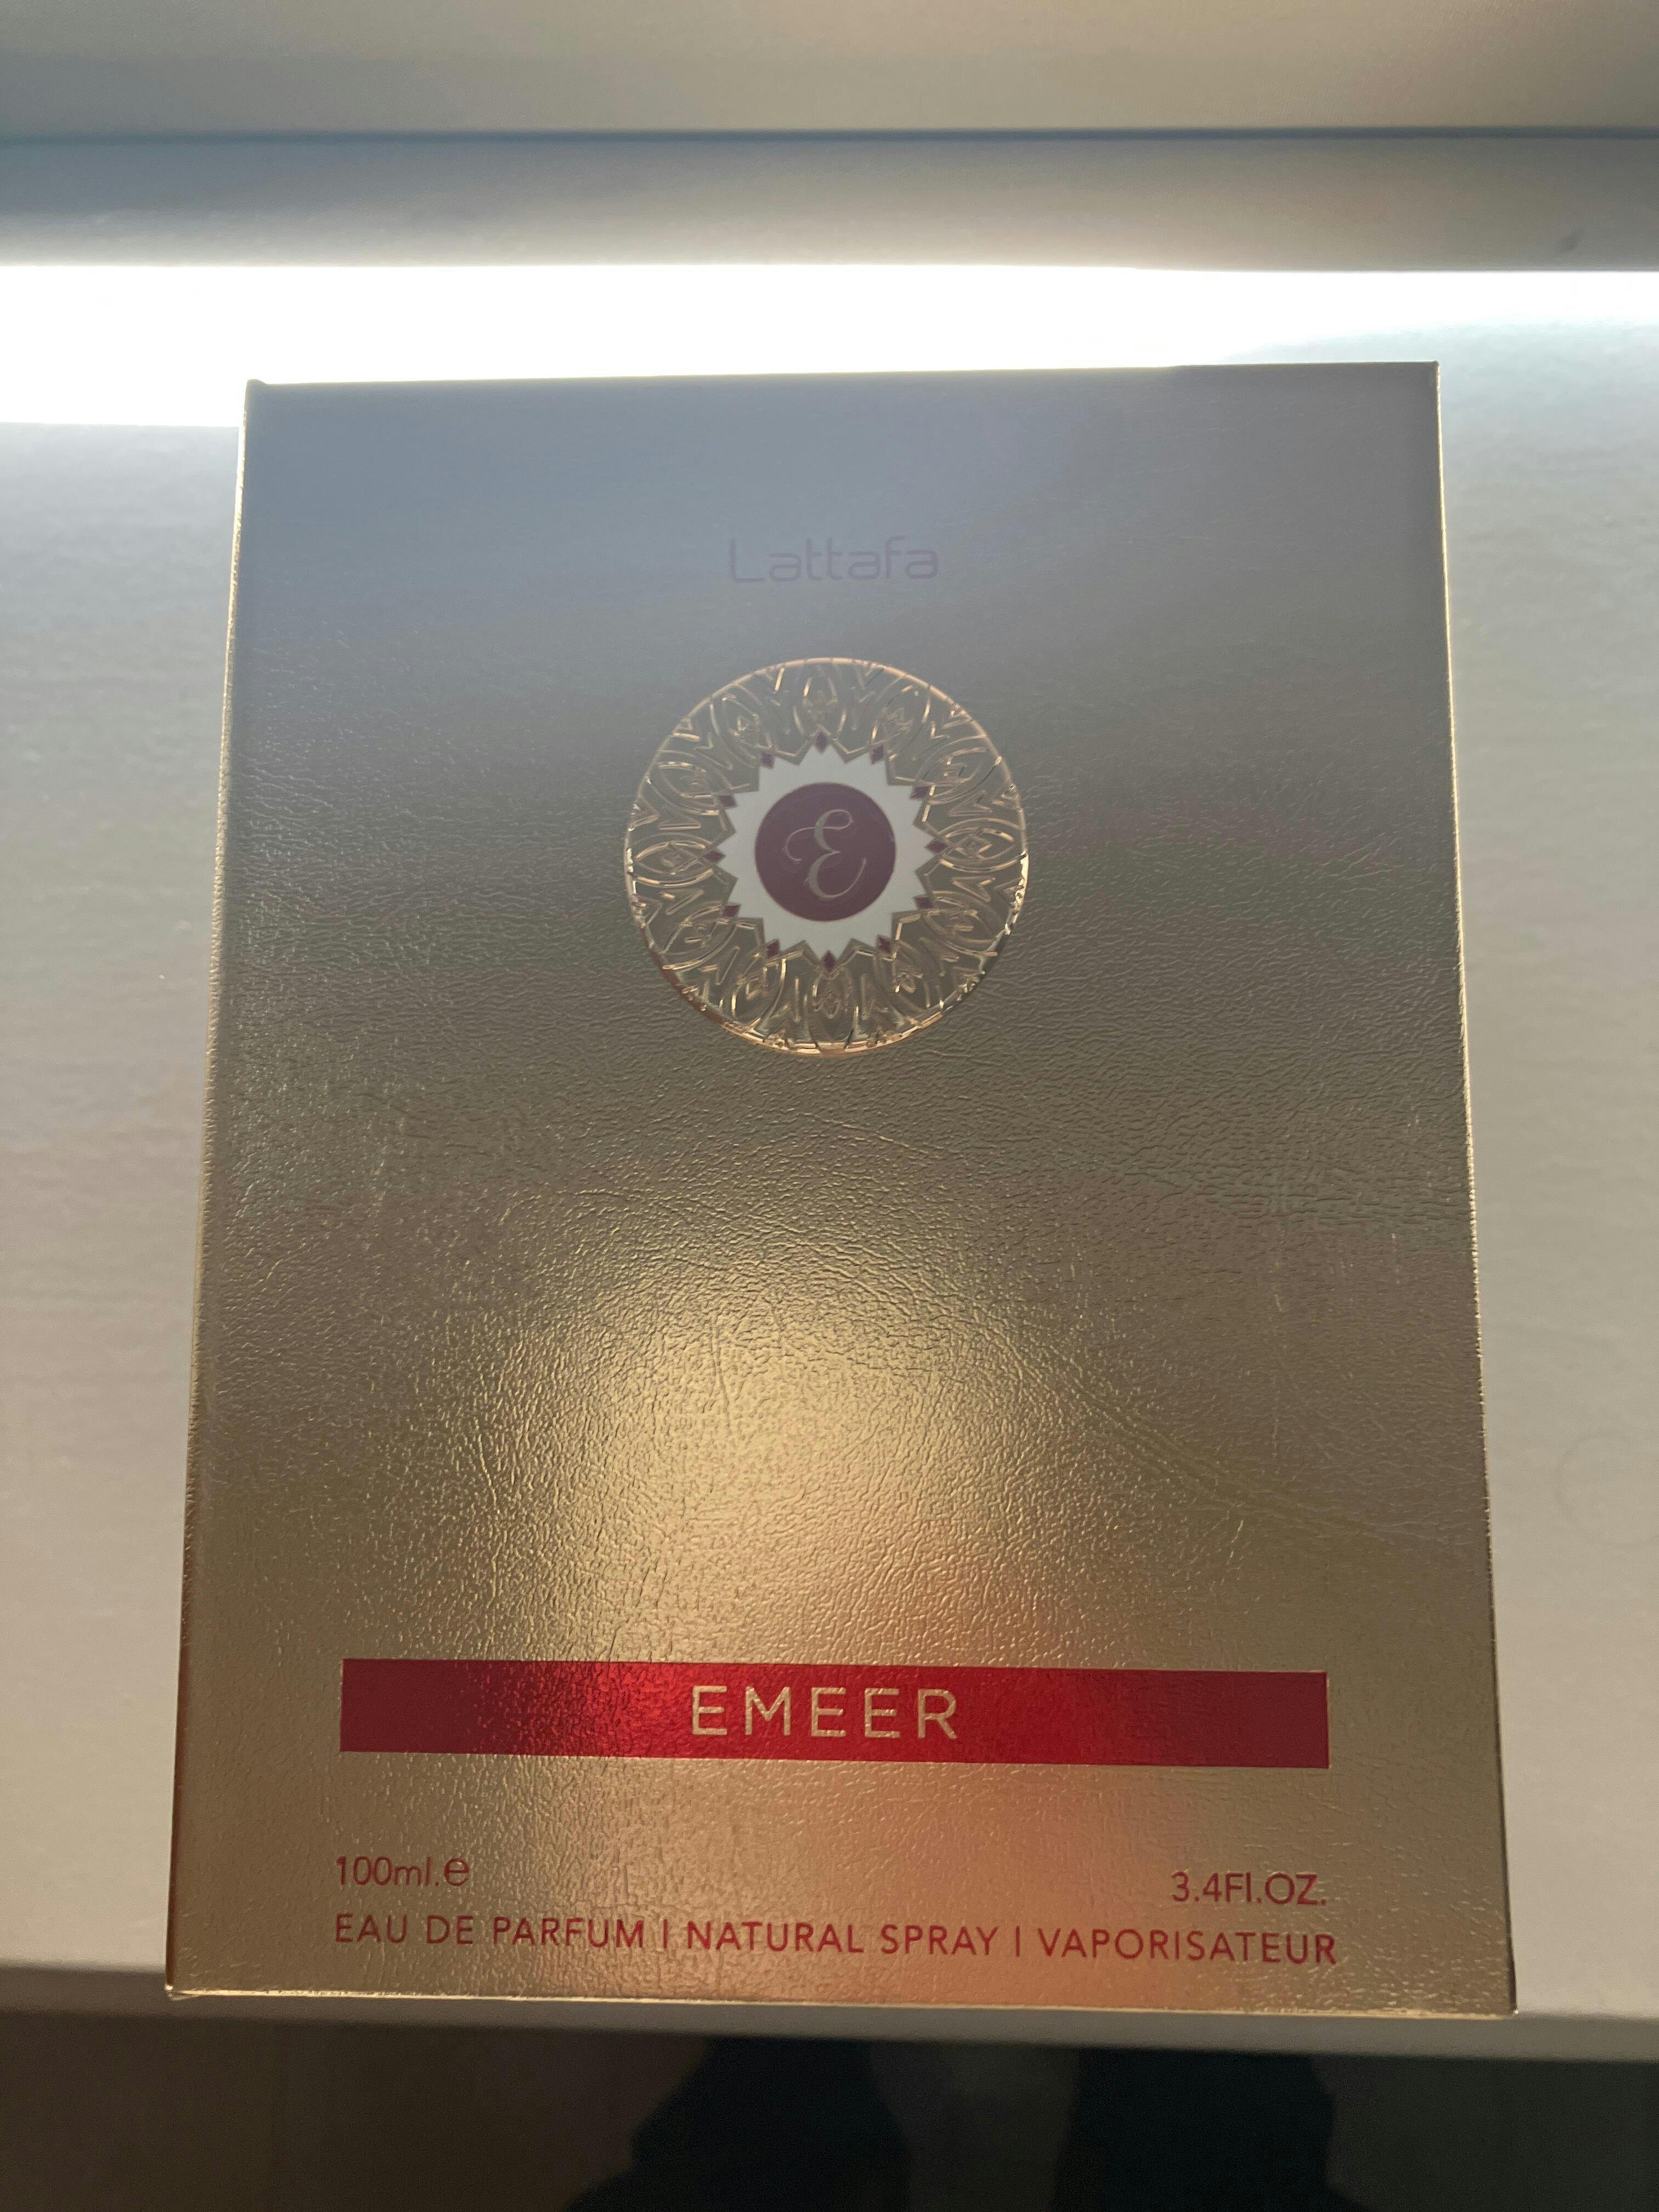 Lattafa
E
EMEER
100ml.e 3.4Fl.OZ.
EAU DE PARFUM | NATURAL SPRAY | VAPORISATEUR